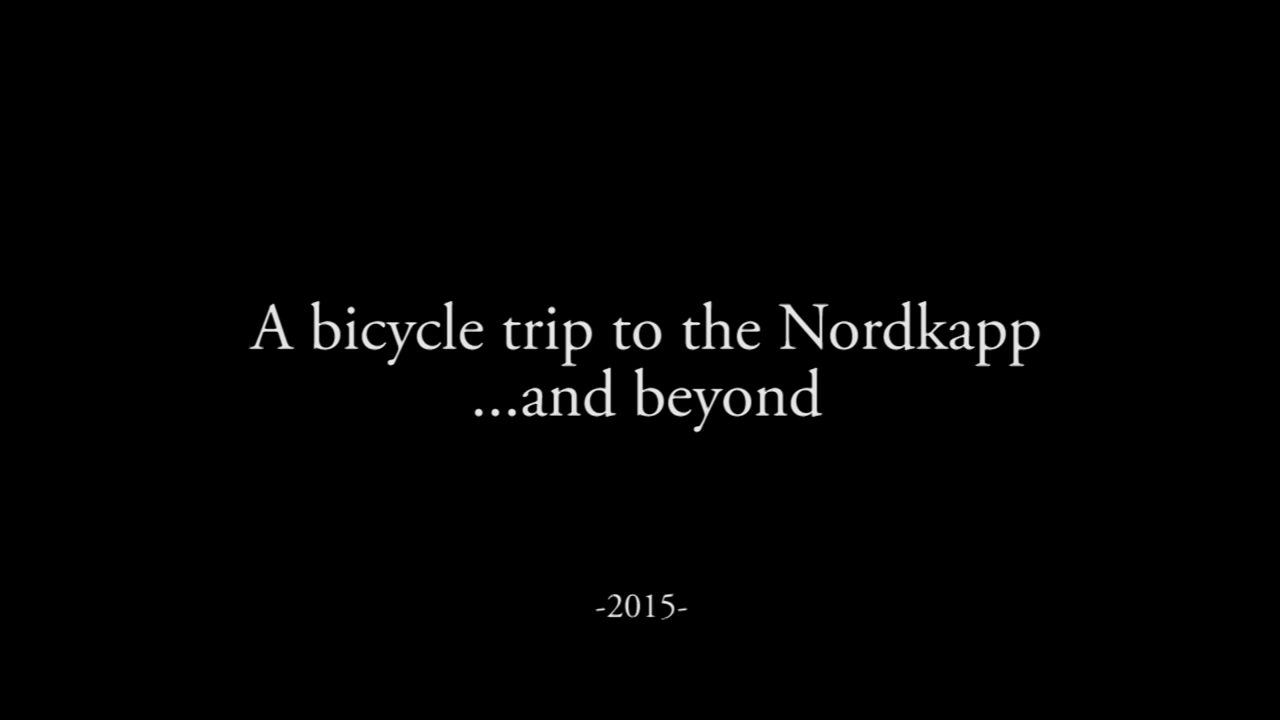 A bicycle trip to the Nordkapp
...and beyond
-2015-